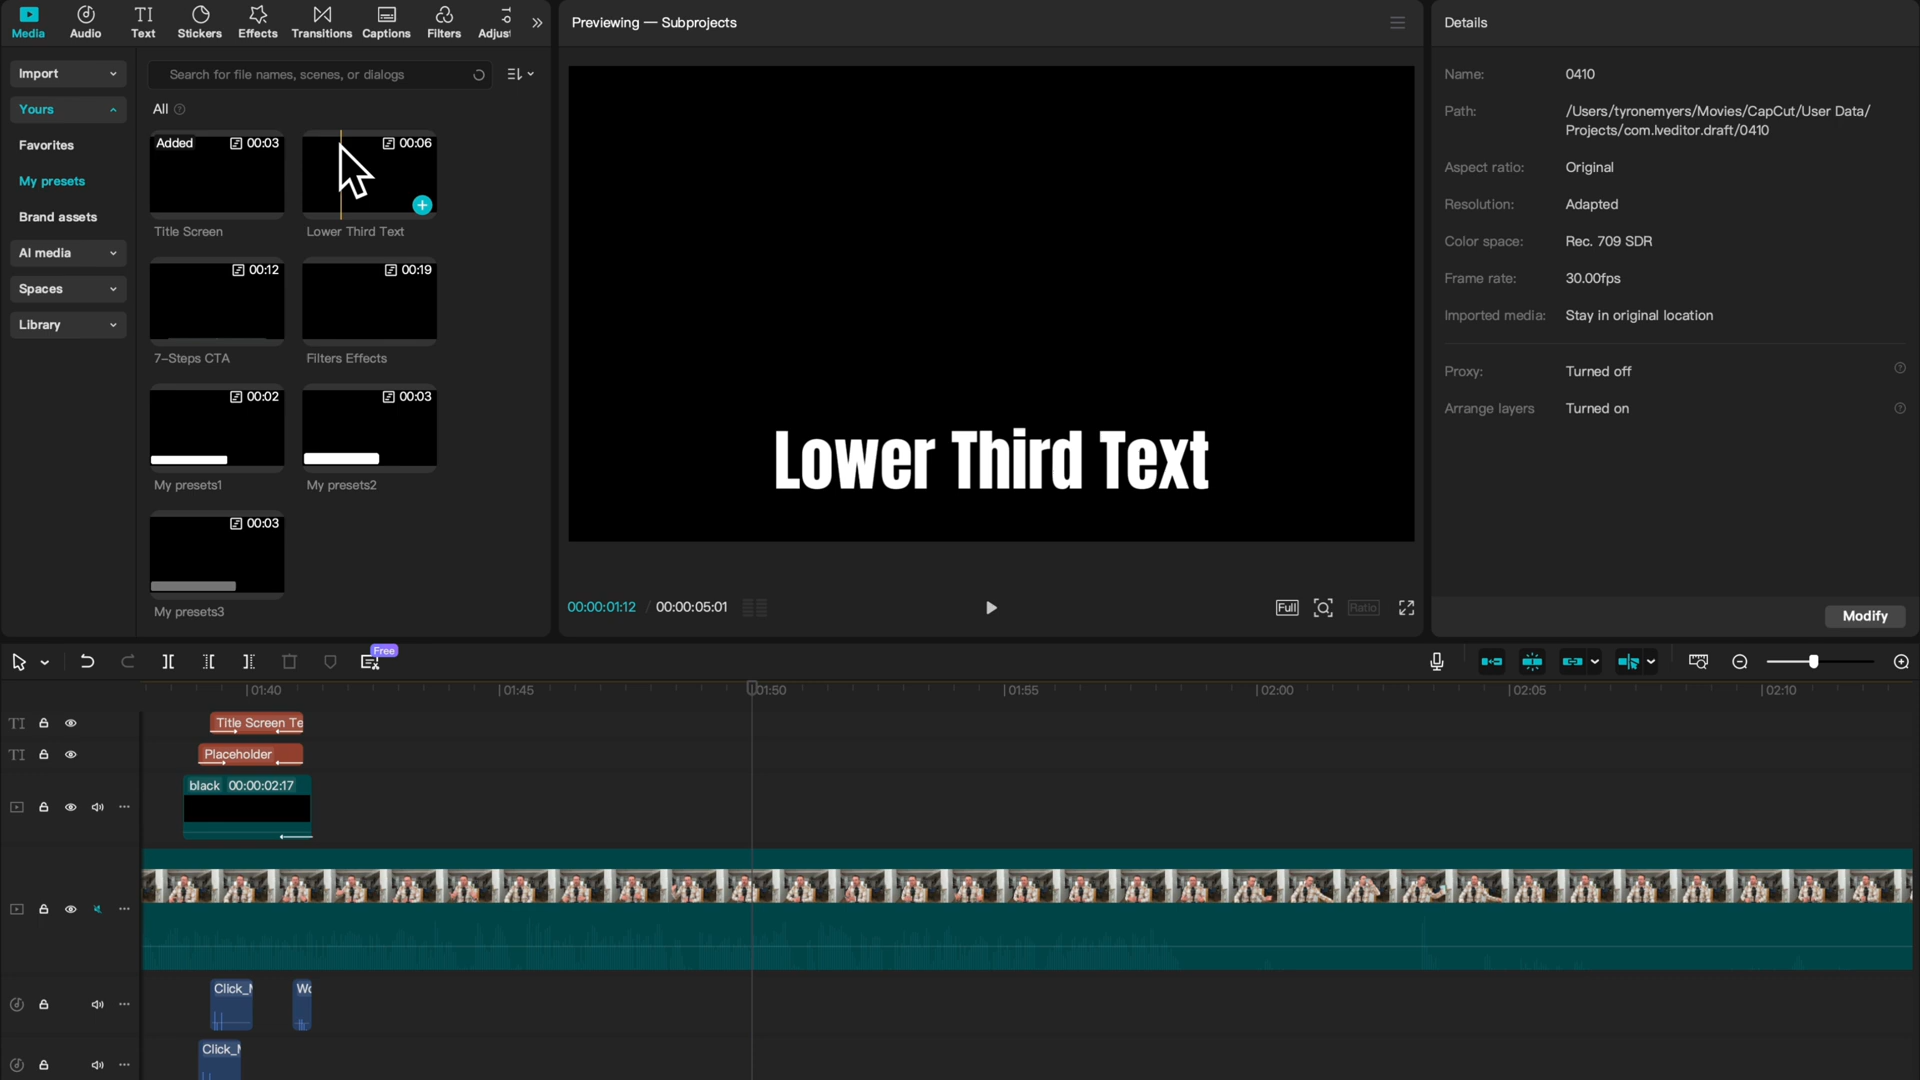 Media
Audio
Text
Stickers
Effects
Transitions
Captions
Filters
Adjust
Previewing — Subprojects
Details
Import
Search for file names, scenes, or dialogs
Yours
All
Favorites
My presets
Brand assets
AI media
Spaces
Library
Added 00:03
00:06
Title Screen
Lower Third Text
00:12
00:19
7-Steps CTA
Filters Effects
00:02
00:03
My presets1
My presets2
00:03
My presets3
Lower Third Text
00:00:01:12 / 00:00:05:01
Full
Ratio
Name: 0410
Path: /Users/tyronemyers/Movies/CapCut/User Data/
Projects/com.lveditor.draft/0410
Aspect ratio: Original
Resolution: Adapted
Color space: Rec. 709 SDR
Frame rate: 30.00fps
Imported media: Stay in original location
Proxy: Turned off
Arrange layers Turned on
Modify
Free
01:40
01:45
01:50
01:55
02:00
02:05
02:10
TI
Title Screen Te
TI
Placeholder
black 00:00:02:17
Click_M
Wo
Click_M